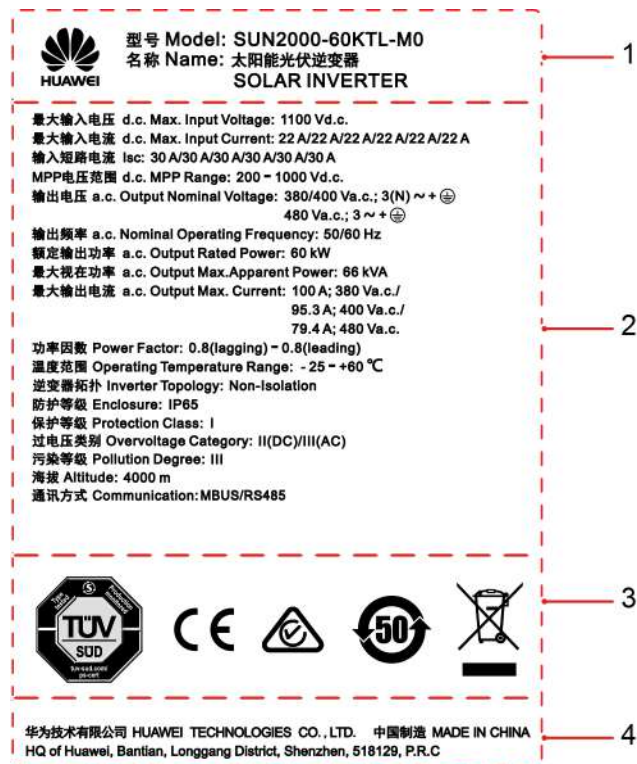 HUAWEI
型号 Model: SUN2000-60KTL-M0
名称 Name: 太阳能光伏逆变器
SOLAR INVERTER
1
最大输入电压 d.c. Max. Input Voltage: 1100 Vd.c.
最大输入电流 d.c. Max. Input Current: 22 A/22 A/22 A/22 A/22 A/22 A
输入短路电流 Isc: 30 A/30 A/30 A/30 A/30 A/30 A
MPP电压范围 d.c. MPP Range: 200 - 1000 Vd.c.
输出电压 a.c. Output Nominal Voltage: 380/400 Va.c.; 3(N) ~ + ⏚
480 Va.c.; 3 ~ + ⏚
输出频率 a.c. Nominal Operating Frequency: 50/60 Hz
额定输出功率 a.c. Output Rated Power: 60 kW
最大视在功率 a.c. Output Max.Apparent Power: 66 kVA
最大输出电流 a.c. Output Max. Current: 100 A; 380 Va.c./
95.3 A; 400 Va.c./
79.4 A; 480 Va.c.
2
功率因数 Power Factor: 0.8(lagging) - 0.8(leading)
温度范围 Operating Temperature Range: - 25 - +60 ℃
逆变器拓扑 Inverter Topology: Non-Isolation
防护等级 Enclosure: IP65
保护等级 Protection Class: I
过电压类别 Overvoltage Category: II(DC)/III(AC)
污染等级 Pollution Degree: III
海拔 Altitude: 4000 m
通讯方式 Communication: MBUS/RS485
Type tested
S
Production monitored
TÜV
SÜD
tuv-sud.com/
ps-cert
CE
50
3
华为技术有限公司 HUAWEI TECHNOLOGIES CO., LTD. 中国制造 MADE IN CHINA
HQ of Huawei, Bantian, Longgang District, Shenzhen, 518129, P.R.C
4